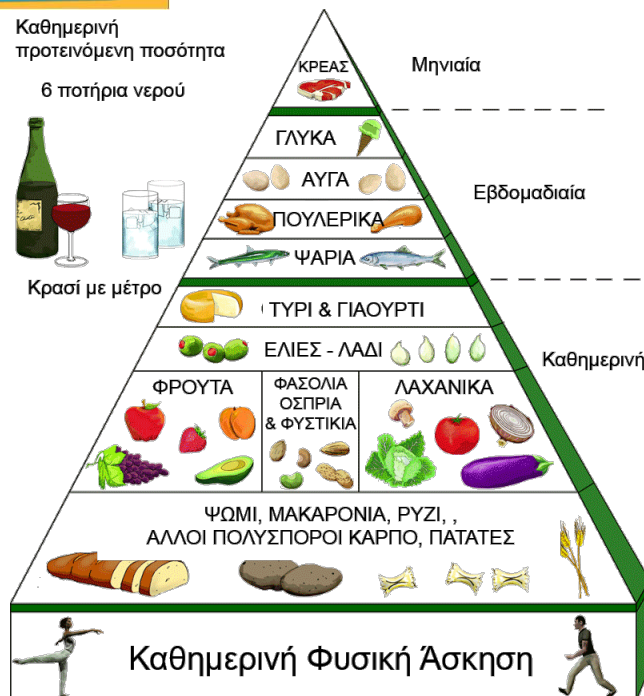 Καθημερινή
προτεινόμενη ποσότητα
6 ποτήρια νερού
Κρασί με μέτρο
ΚΡΕΑΣ
Μηνιαία
ΓΛΥΚΑ
ΑΥΓΑ
ΠΟΥΛΕΡΙΚΑ
ΨΑΡΙΑ
Εβδομαδιαία
ΤΥΡΙ & ΓΙΑΟΥΡΤΙ
ΕΛΙΕΣ - ΛΑΔΙ
Καθημερινή
ΦΡΟΥΤΑ
ΦΑΣΟΛΙΑ
ΟΣΠΡΙΑ
& ΦΥΣΤΙΚΙΑ
ΛΑΧΑΝΙΚΑ
ΨΩΜΙ, ΜΑΚΑΡΟΝΙΑ, ΡΥΖΙ, ,
ΑΛΛΟΙ ΠΟΛΥΣΠΟΡΟΙ ΚΑΡΠΟ, ΠΑΤΑΤΕΣ
Καθημερινή Φυσική Άσκηση